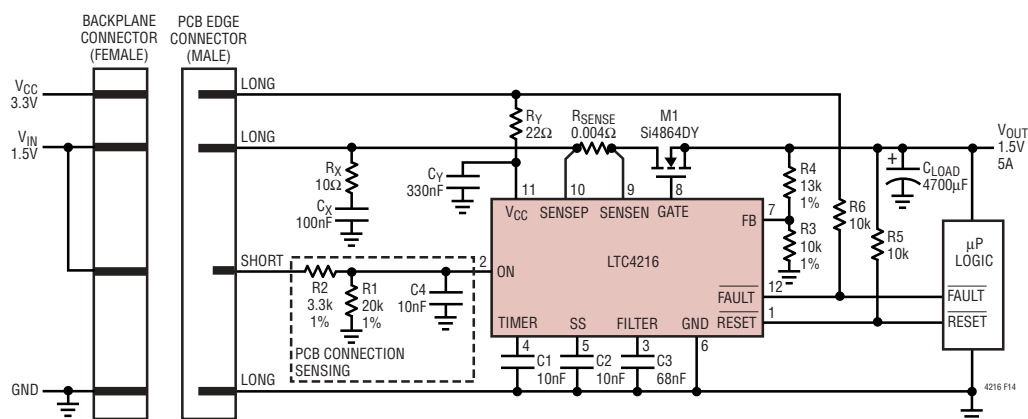 BACKPLANE
CONNECTOR
(FEMALE)
PCB EDGE
CONNECTOR
(MALE)
VCC
3.3V
VIN
1.5V
GND
LONG
LONG
SHORT
LONG
RX
10Ω
CX
100nF
CY
330nF
RY
22Ω
RSENSE
0.004Ω
M1
Si4864DY
VOUT
1.5V
5A
R4
13k
1%
R3
10k
1%
R6
10k
R5
10k
CLOAD
4700μF
+
11
10
9
8
VCC
SENSEP
SENSEN
GATE
7
FB
LTC4216
2
ON
12
FAULT
1
RESET
TIMER
SS
FILTER
GND
4
5
3
6
C1
10nF
C2
10nF
C3
68nF
R2
3.3k
1%
R1
20k
1%
C4
10nF
PCB CONNECTION
SENSING
μP
LOGIC
FAULT
RESET
4216 F14